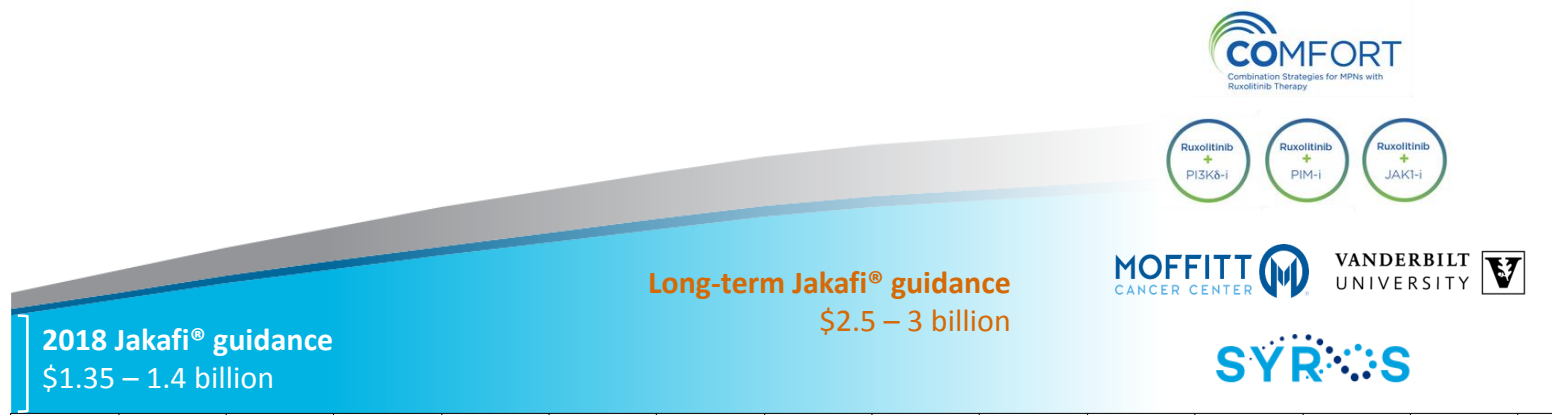 COMFORT
Combination Strategies for MPNs with
Ruxolitinib Therapy
Ruxolitinib
+
PI3Kδ-i
Ruxolitinib
+
PIM-i
Ruxolitinib
+
JAK1-i
MOFFITT
CANCER CENTER
VANDERBILT
UNIVERSITY
V
Long-term Jakafi® guidance
$2.5 – 3 billion
2018 Jakafi® guidance
$1.35 – 1.4 billion
SYROS